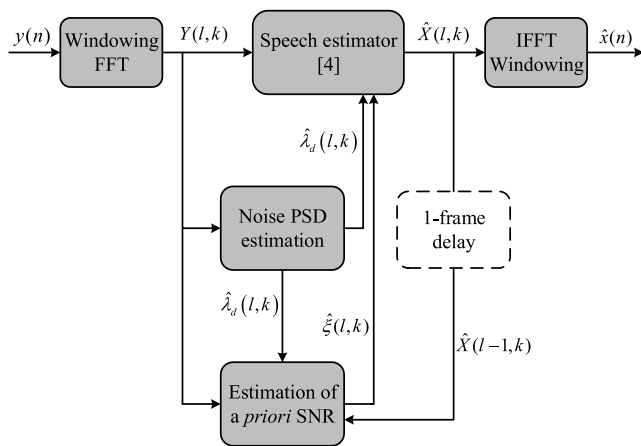 y(n)
Windowing
FFT
Y(l,k)
Speech estimator
[4]
X̂(l,k)
IFFT
Windowing
x̂(n)
λ̂_d(l,k)
Noise PSD
estimation
1-frame
delay
λ̂_d(l,k)
ξ̂(l,k)
X̂(l−1,k)
Estimation of
a priori SNR